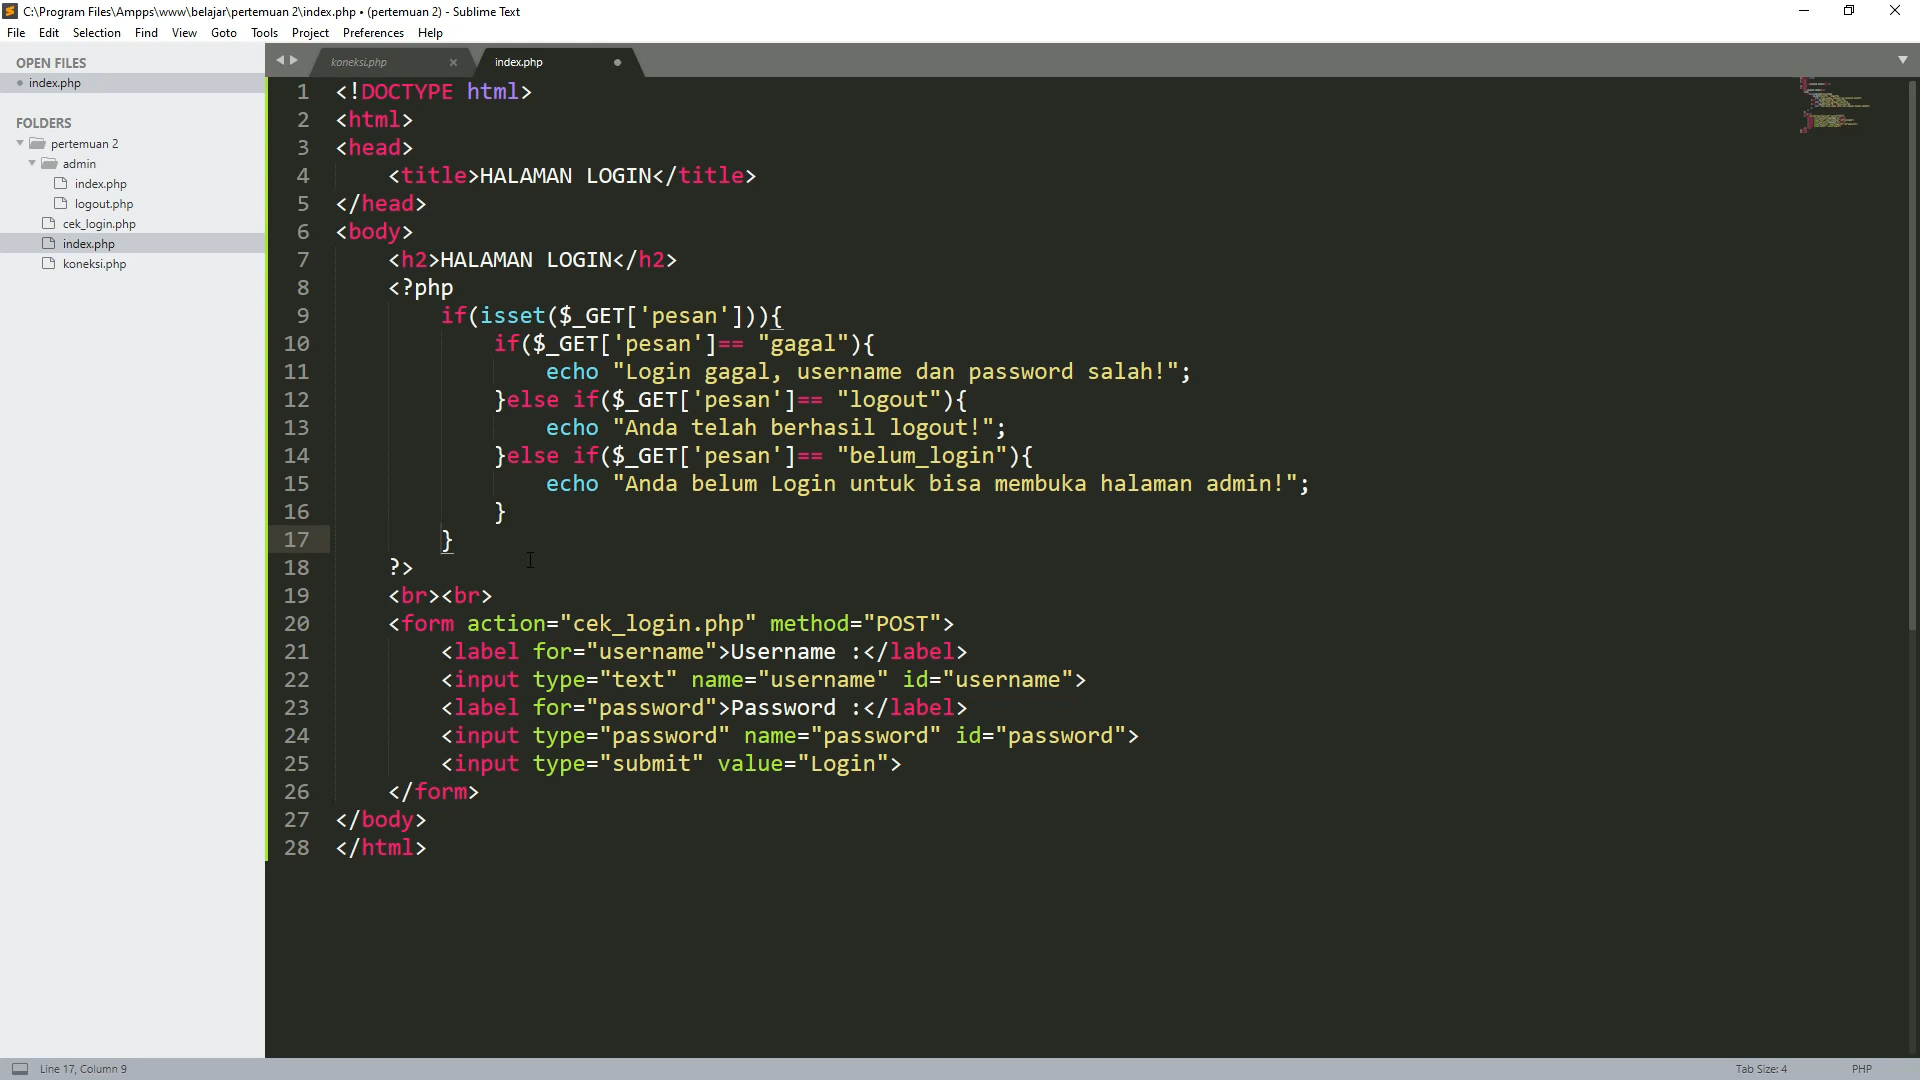 C:\Program Files\Ampps\www\belajar\pertemuan 2\index.php • (pertemuan 2) - Sublime Text
File Edit Selection Find View Goto Tools Project Preferences Help
OPEN FILES
index.php
FOLDERS
pertemuan 2
admin
index.php
logout.php
cek_login.php
index.php
koneksi.php
koneksi.php index.php
1 <!DOCTYPE html>
2 <html>
3 <head>
4     <title>HALAMAN LOGIN</title>
5 </head>
6 <body>
7     <h2>HALAMAN LOGIN</h2>
8     <?php
9         if(isset($_GET['pesan'])){
10             if($_GET['pesan']== "gagal"){
11                 echo "Login gagal, username dan password salah!";
12             }else if($_GET['pesan']== "logout"){
13                 echo "Anda telah berhasil logout!";
14             }else if($_GET['pesan']== "belum_login"){
15                 echo "Anda belum Login untuk bisa membuka halaman admin!";
16             }
17         }
18     ?>
19     <br><br>
20     <form action="cek_login.php" method="POST">
21         <label for="username">Username :</label>
22         <input type="text" name="username" id="username">
23         <label for="password">Password :</label>
24         <input type="password" name="password" id="password">
25         <input type="submit" value="Login">
26     </form>
27 </body>
28 </html>
Line 17, Column 9 Tab Size: 4 PHP